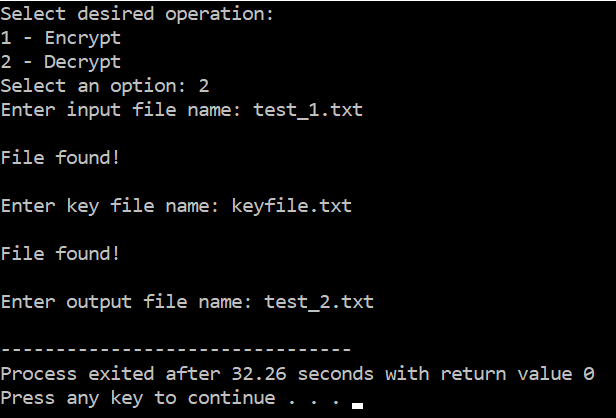 Select desired operation:
1 - Encrypt
2 - Decrypt
Select an option: 2
Enter input file name: test_1.txt
File found!
Enter key file name: keyfile.txt
File found!
Enter output file name: test_2.txt
--------------------------------
Process exited after 32.26 seconds with return value 0
Press any key to continue . . .